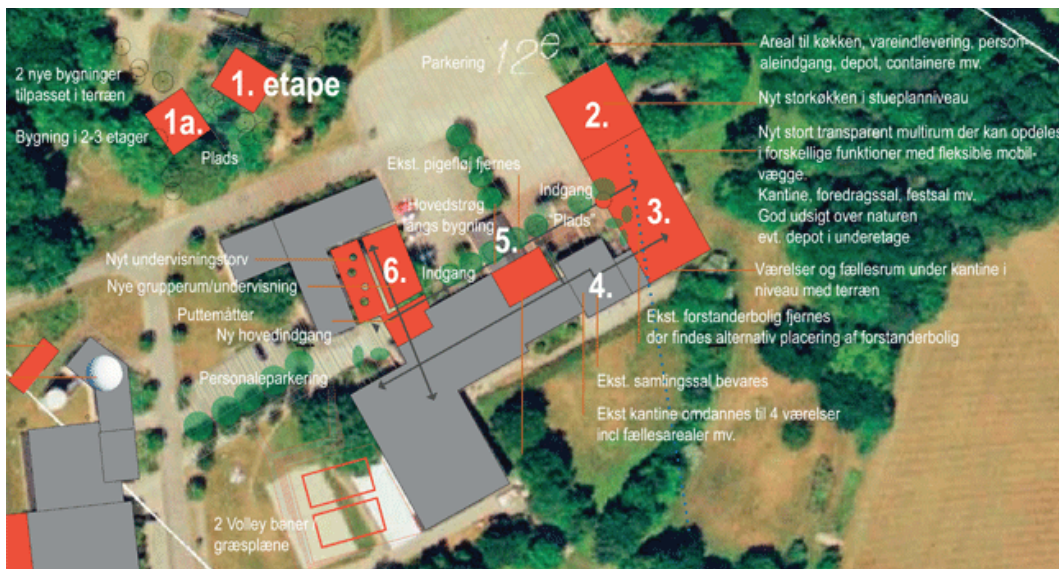 2 nye bygninger
tilpasset i terræn
Bygning i 2-3 etager
1. etape
1a.
Plads
Parkering
12e
Areal til køkken, vareindlevering, person-
aleindgang, depot, containere mv.
2.
Nyt storkøkken i stueplanniveau
Nyt stort transparent multirum der kan opdeles
i forskellige funktioner med fleksible mobil-
vægge.
Kantine, foredragssal, festsal mv.
God udsigt over naturen
evt. depot i underetage
Ekst. pigefløj fjernes
Indgang
"Plads"
3.
Hovedstrøg
langs bygning
5.
Nyt undervisningstorv
Nye grupperum/undervisning
6.
Indgang
4.
Værelser og fællesrum under kantine i
niveau med terræn
Puttemåtter
Ny hovedindgang
Ekst. forstanderbolig fjernes
der findes alternativ placering af forstanderbolig
Personaleparkering
Ekst. samlingssal bevares
Ekst kantine omdannes til 4 værelser
incl fællesarealer mv.
2 Volley baner i
græsplæne